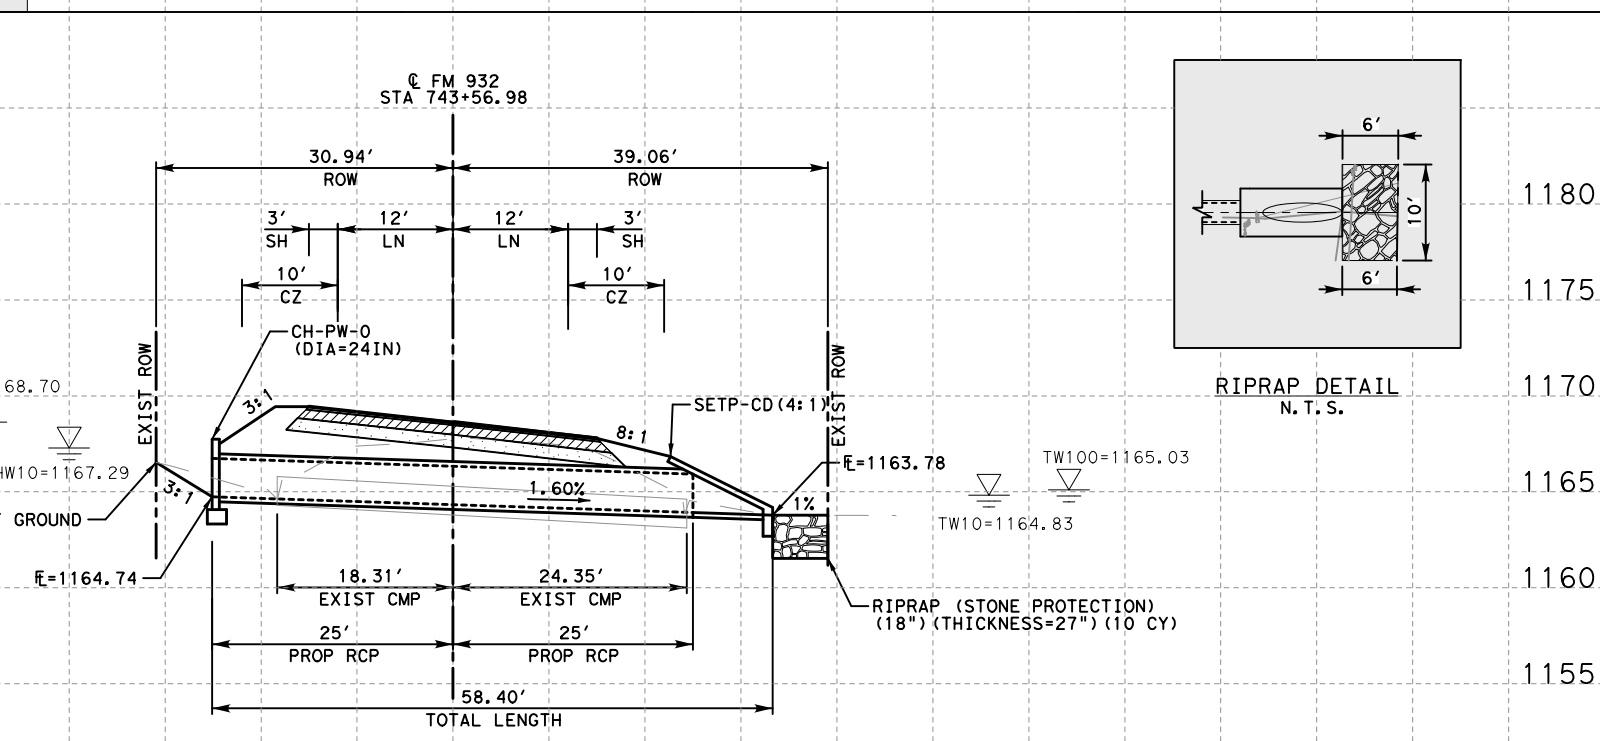 ℄ FM 932
STA 743+56.98
30.94′
ROW
39.06′
ROW
3′
SH
12′
LN
12′
LN
3′
SH
10′
CZ
10′
CZ
CH-PW-0
(DIA=24IN)
EXIST ROW
EXIST ROW
68.70
HW10=1167.29
3:1
3:1
SETP-CD(4:1)
8:1
FL=1163.78
1%
1.60%
GROUND
FL=1164.74
TW100=1165.03
TW10=1164.83
18.31′
EXIST CMP
24.35′
EXIST CMP
RIPRAP (STONE PROTECTION)
(18")(THICKNESS=27")(10 CY)
25′
PROP RCP
25′
PROP RCP
58.40′
TOTAL LENGTH
6′
10′
6′
RIPRAP DETAIL
N.T.S.
1180
1175
1170
1165
1160
1155